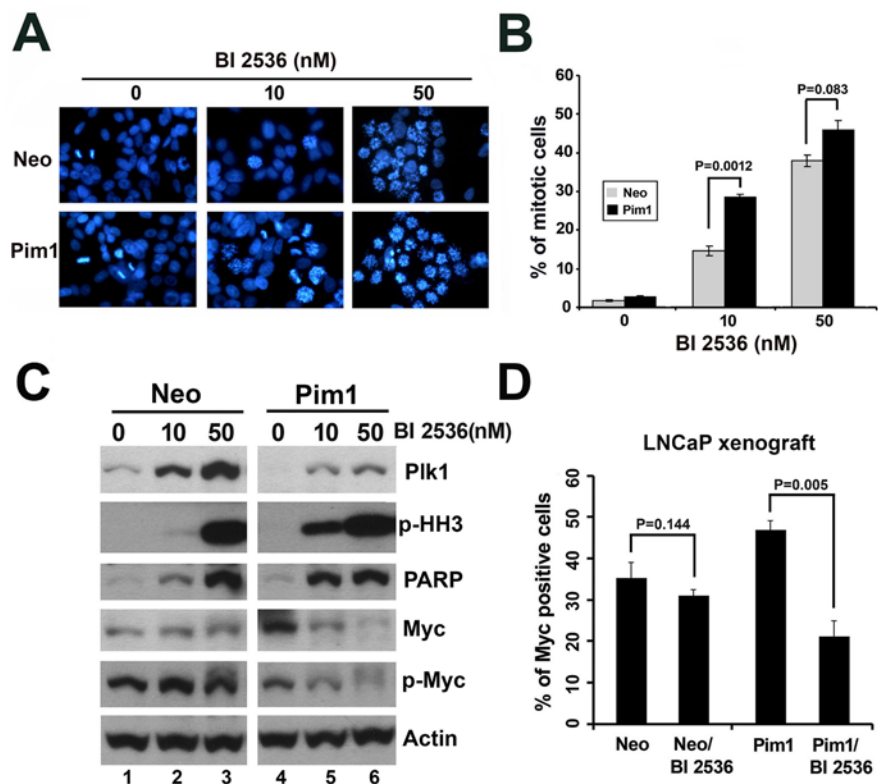 A
BI 2536 (nM)
0 10 50
Neo
Pim1
B
60
50
40
30
20
10
0
% of mitotic cells
Neo
Pim1
P=0.0012
P=0.083
0 10 50
BI 2536 (nM)
C
Neo Pim1
0 10 50 0 10 50 BI 2536(nM)
Plk1
p-HH3
PARP
Myc
p-Myc
Actin
1 2 3 4 5 6
D
LNCaP xenograft
60
50
40
30
20
10
0
% of Myc positive cells
P=0.144
P=0.005
Neo Neo/ Pim1 Pim1/
BI 2536 BI 2536